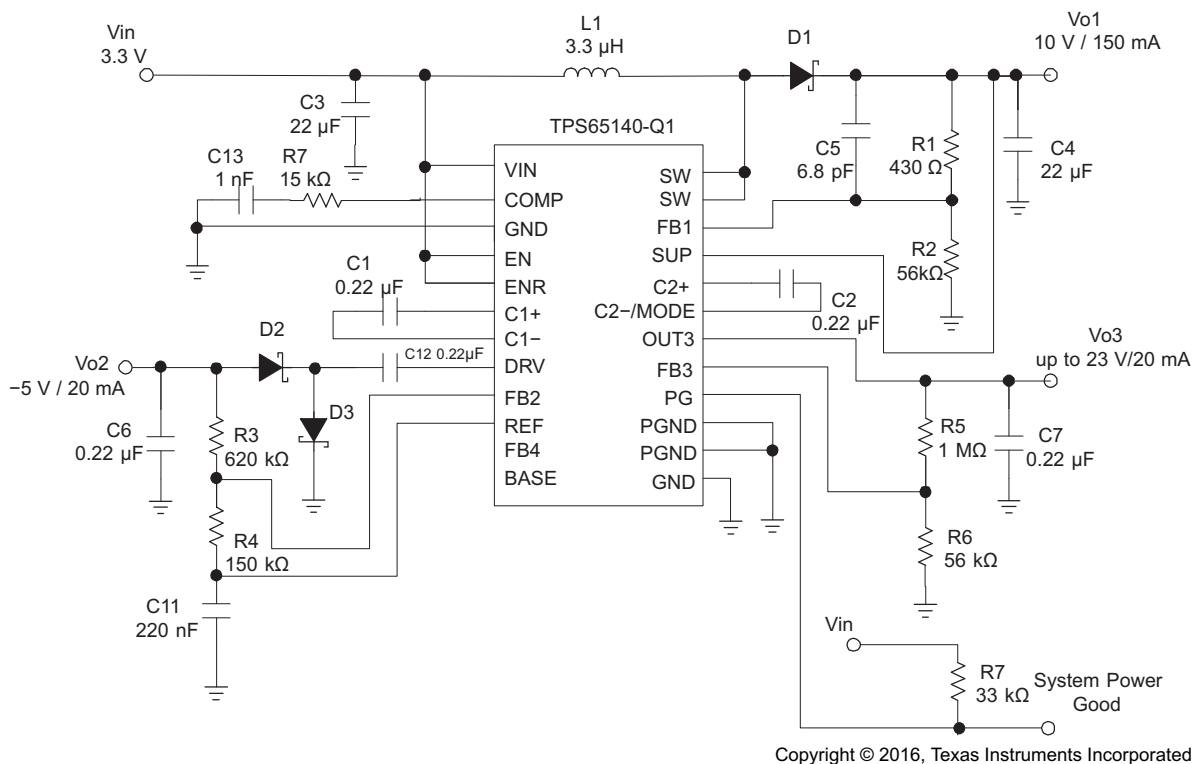 Vin
3.3 V
L1
3.3 µH
D1
Vo1
10 V / 150 mA
C3
22 µF
TPS65140-Q1
C5
6.8 pF
R1
430 Ω
C4
22 µF
C13
1 nF
R7
15 kΩ
VIN
COMP
GND
EN
ENR
C1+
C1−
DRV
FB2
REF
FB4
BASE
SW
SW
FB1
SUP
C2+
C2−/MODE
OUT3
FB3
PG
PGND
PGND
GND
R2
56kΩ
C1
0.22 µF
C2
0.22 µF
D2
C12 0.22µF
Vo2
−5 V / 20 mA
Vo3
up to 23 V/20 mA
D3
C6
0.22 µF
R3
620 kΩ
R5
1 MΩ
C7
0.22 µF
R4
150 kΩ
R6
56 kΩ
C11
220 nF
Vin
R7
33 kΩ
System Power
Good
Copyright © 2016, Texas Instruments Incorporated